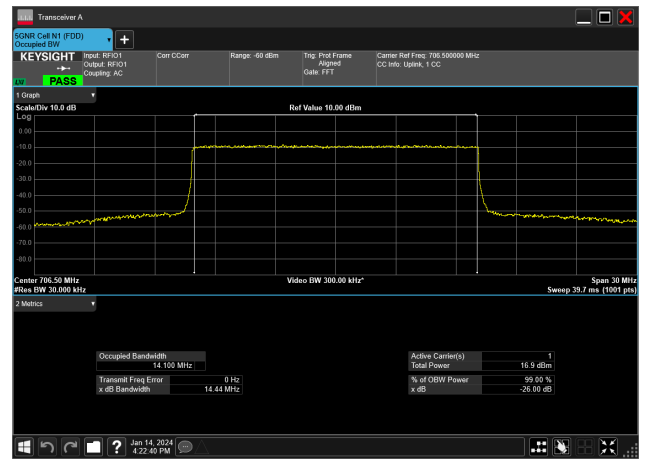 Transceiver A
5GNR Cell N1 (FDD)
Occupied BW
KEYSIGHT
LW PASS
Input: RFIO1
Output: RFIO1
Coupling: AC
Corr CCorr
Range: -60 dBm
Trig: Prot Frame
Aligned
Gate: FFT
Carrier Ref Freq: 706.500000 MHz
CC Info: Uplink, 1 CC
1 Graph
Scale/Div 10.0 dB
Ref Value 10.00 dBm
Log
0.00
-10.0
-20.0
-30.0
-40.0
-50.0
-60.0
-70.0
-80.0
Center 706.50 MHz
Video BW 300.00 kHz*
Span 30 MHz
#Res BW 30.000 kHz
Sweep 39.7 ms (1001 pts)
2 Metrics
Occupied Bandwidth
14.100 MHz
Transmit Freq Error 0 Hz
x dB Bandwidth 14.44 MHz
Active Carrier(s) 1
Total Power 16.9 dBm
% of OBW Power 99.00 %
x dB -26.00 dB
Jan 14, 2024
4:22:40 PM